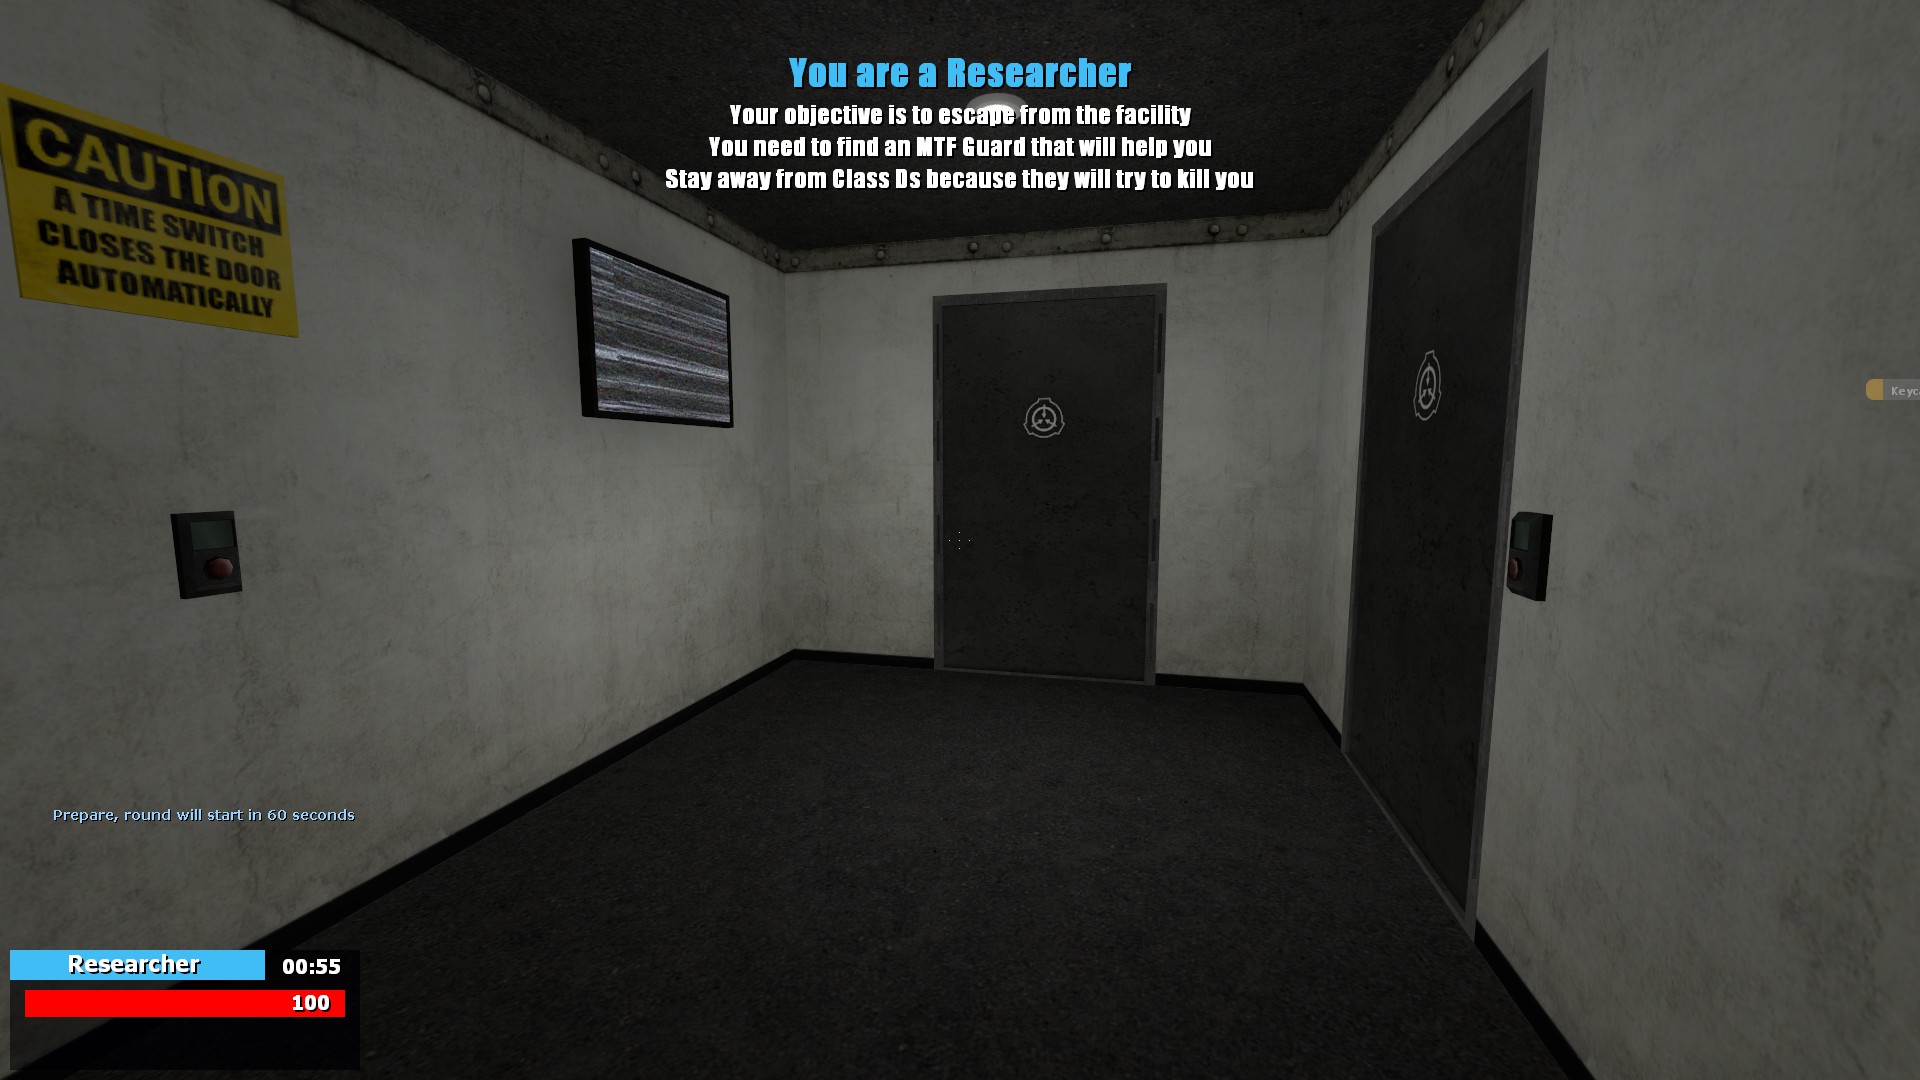 You are a Researcher
Your objective is to escape from the facility
You need to find an MTF Guard that will help you
Stay away from Class Ds because they will try to kill you
CAUTION
A TIME SWITCH
CLOSES THE DOOR
AUTOMATICALLY
Keyc
Prepare, round will start in 60 seconds
Researcher 00:55
100